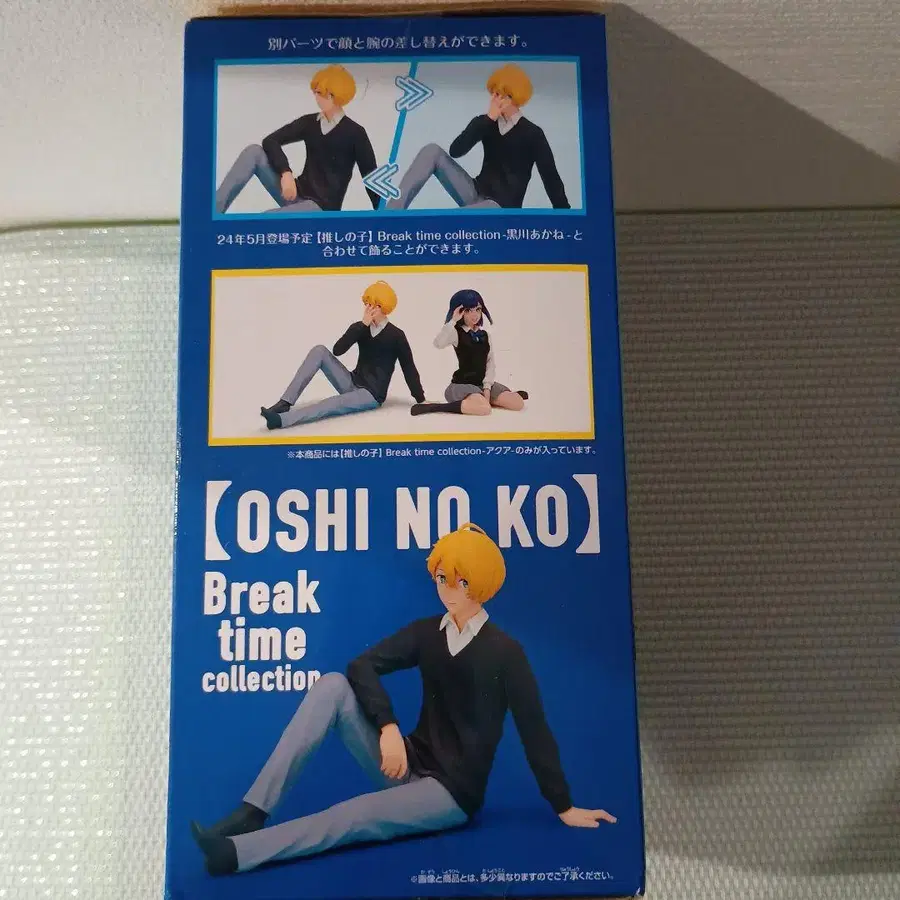 別パーツで顔と腕の差し替えができます。
24年5月登場予定【推しの子】Break time collection-黒川あかね-と
合わせて飾ることができます。
※本商品には【推しの子】Break time collection-アクア-のみが入っています。
【OSHI NO KO】
Break
time
collection
※画像と商品とは、多少異なりますのでご了承ください。